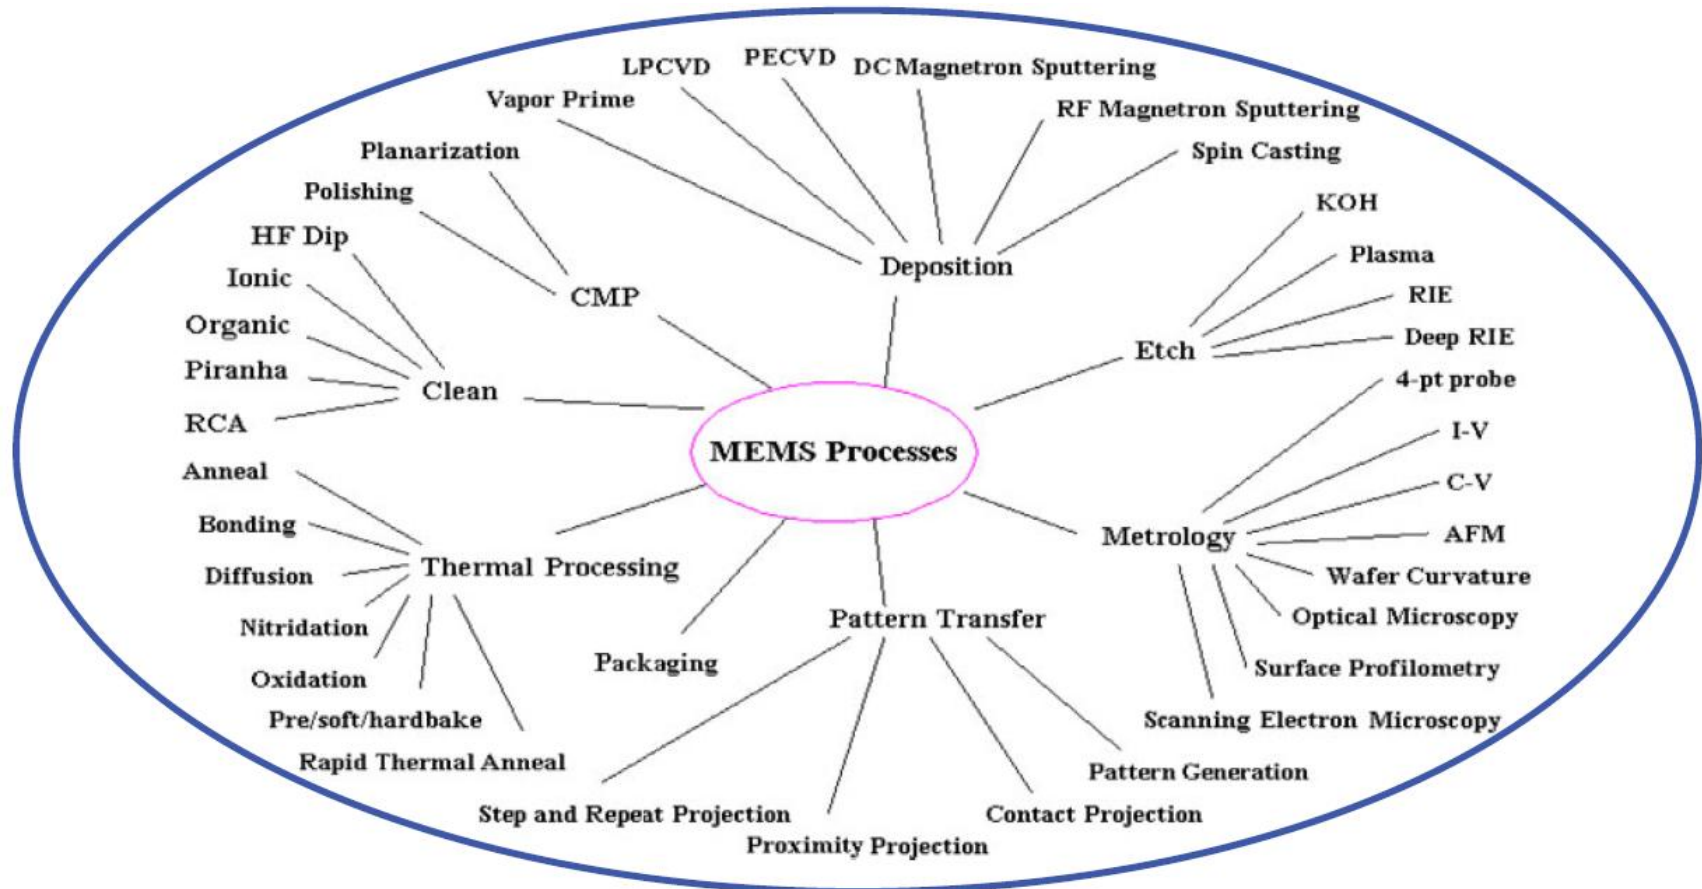 LPCVD
PECVD
DC Magnetron Sputtering
Vapor Prime
RF Magnetron Sputtering
Planarization
Spin Casting
Polishing
KOH
HF Dip
Plasma
Ionic
Deposition
CMP
RIE
Organic
Deep RIE
Etch
Piranha
4-pt probe
Clean
RCA
I-V
MEMS Processes
Anneal
C-V
Bonding
Metrology
AFM
Diffusion
Thermal Processing
Wafer Curvature
Nitridation
Pattern Transfer
Optical Microscopy
Packaging
Surface Profilometry
Oxidation
Pre/soft/hardbake
Scanning Electron Microscopy
Rapid Thermal Anneal
Pattern Generation
Step and Repeat Projection
Contact Projection
Proximity Projection